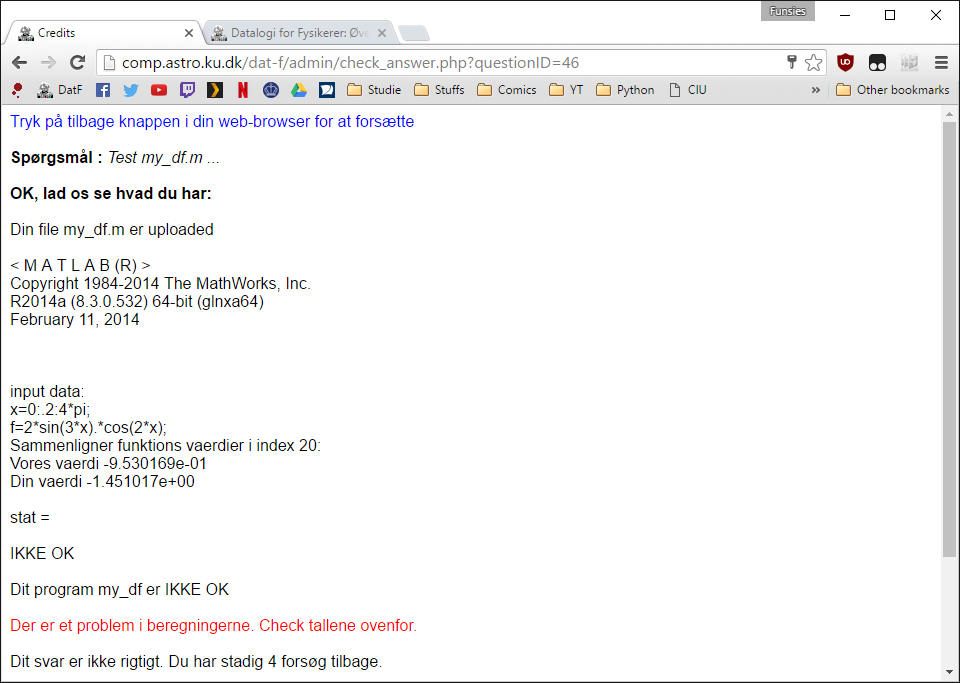 Funsies
Credits
Datalogi for Fysikerer: Øve
comp.astro.ku.dk/dat-f/admin/check_answer.php?questionID=46
DatF Studie Stuffs Comics YT Python CIU » Other bookmarks
Tryk på tilbage knappen i din web-browser for at forsætte
Spørgsmål : Test my_df.m ...
OK, lad os se hvad du har:
Din file my_df.m er uploaded
< M A T L A B (R) >
Copyright 1984-2014 The MathWorks, Inc.
R2014a (8.3.0.532) 64-bit (glnxa64)
February 11, 2014
input data:
x=0:.2:4*pi;
f=2*sin(3*x).*cos(2*x);
Sammenligner funktions vaerdier i index 20:
Vores vaerdi -9.530169e-01
Din vaerdi -1.451017e+00
stat =
IKKE OK
Dit program my_df er IKKE OK
Der er et problem i beregningerne. Check tallene ovenfor.
Dit svar er ikke rigtigt. Du har stadig 4 forsøg tilbage.